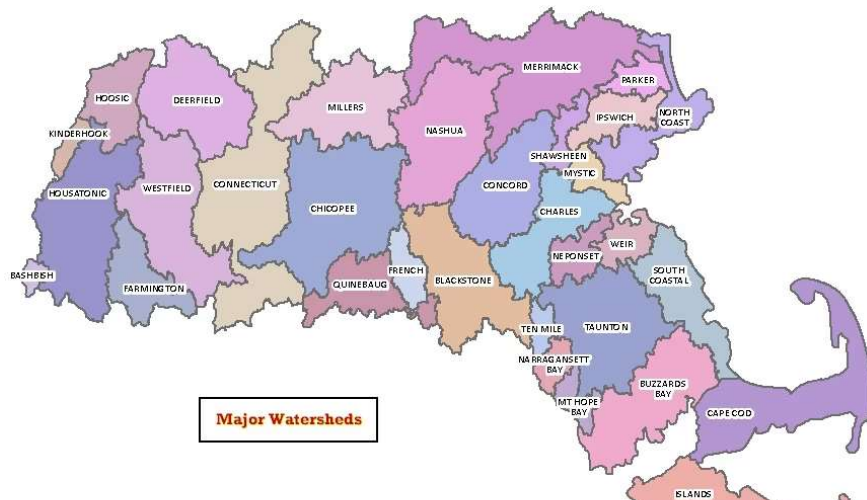 MERRIMACK
PARKER
HOOSIC
DEERFIELD
MILLERS
IPSWICH
NORTH
COAST
KINDERHOOK
NASHUA
SHAWSHEEN
MYSTIC
HOUSATONIC
WESTFIELD
CONNECTICUT
CONCORD
CHICOPEE
CHARLES
WEIR
NEPONSET
BASHBISH
FARMINGTON
QUINEBAUG
FRENCH
BLACKSTONE
SOUTH
COASTAL
TEN MILE
TAUNTON
NARRAGANSETT
BAY
BUZZARDS
BAY
MT HOPE
BAY
CAPE COD
Major Watersheds
ISLANDS